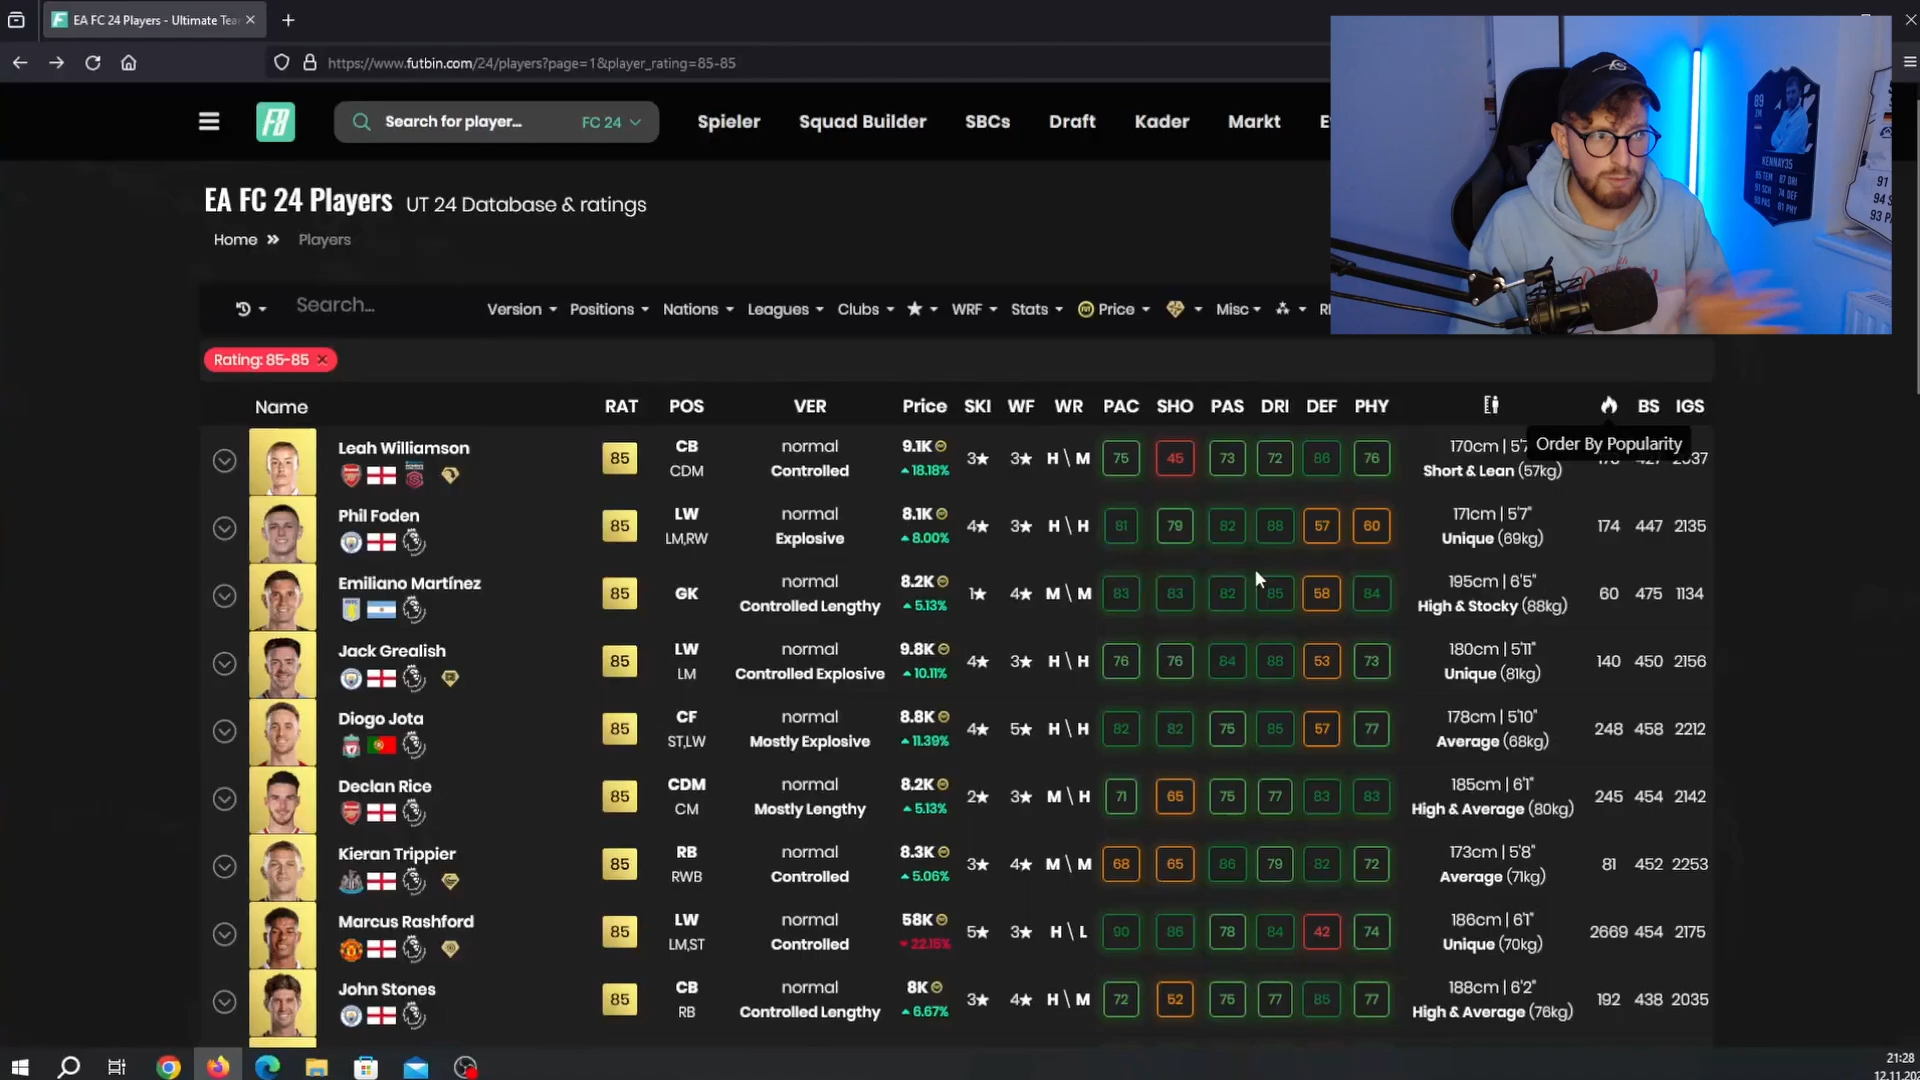 EA FC 24 Players - Ultimate Tea
https://www.futbin.com/24/players?page=1&player_rating=85-85
Search for player... FC 24 Spieler Squad Builder SBCs Draft Kader Markt E
EA FC 24 Players UT 24 Database & ratings
Home » Players
Search... Version Positions Nations Leagues Clubs WRF Stats Price Misc
Rating: 85-85
Name RAT POS VER Price SKI WF WR PAC SHO PAS DRI DEF PHY BS IGS
Order By Popularity
Leah Williamson 85 CB normal 9.1K 3★ 3★ H \ M 75 45 73 72 86 76 170cm | 5'7"
CDM Controlled 18.18% Short & Lean (57kg)
Phil Foden 85 LW normal 8.1K 4★ 3★ H \ H 81 79 82 88 57 60 171cm | 5'7" 174 447 2135
LM,RW Explosive 8.00% Unique (69kg)
Emiliano Martínez 85 GK normal 8.2K 1★ 4★ M \ M 83 83 82 85 58 84 195cm | 6'5" 60 475 1134
Controlled Lengthy 5.13% High & Stocky (88kg)
Jack Grealish 85 LW normal 9.8K 4★ 3★ H \ H 76 76 84 88 53 73 180cm | 5'11" 140 450 2156
LM Controlled Explosive 10.11% Unique (81kg)
Diogo Jota 85 CF normal 8.8K 4★ 5★ H \ H 82 82 75 85 57 77 178cm | 5'10" 248 458 2212
ST,LW Mostly Explosive 11.39% Average (68kg)
Declan Rice 85 CDM normal 8.2K 2★ 3★ M \ H 71 65 75 77 83 83 185cm | 6'1" 245 454 2142
CM Mostly Lengthy 5.13% High & Average (80kg)
Kieran Trippier 85 RB normal 8.3K 3★ 4★ M \ M 68 65 86 79 82 72 173cm | 5'8" 81 452 2253
RWB Controlled 5.06% Average (71kg)
Marcus Rashford 85 LW normal 58K 5★ 3★ H \ L 90 86 78 84 42 74 186cm | 6'1" 2669 454 2175
LM,ST Controlled 22.15% Unique (70kg)
John Stones 85 CB normal 8K 3★ 4★ H \ M 72 52 75 77 85 77 188cm | 6'2" 192 438 2035
RB Controlled Lengthy 6.67% High & Average (76kg)
89
KENNAY35
91
21:28
12.11.202